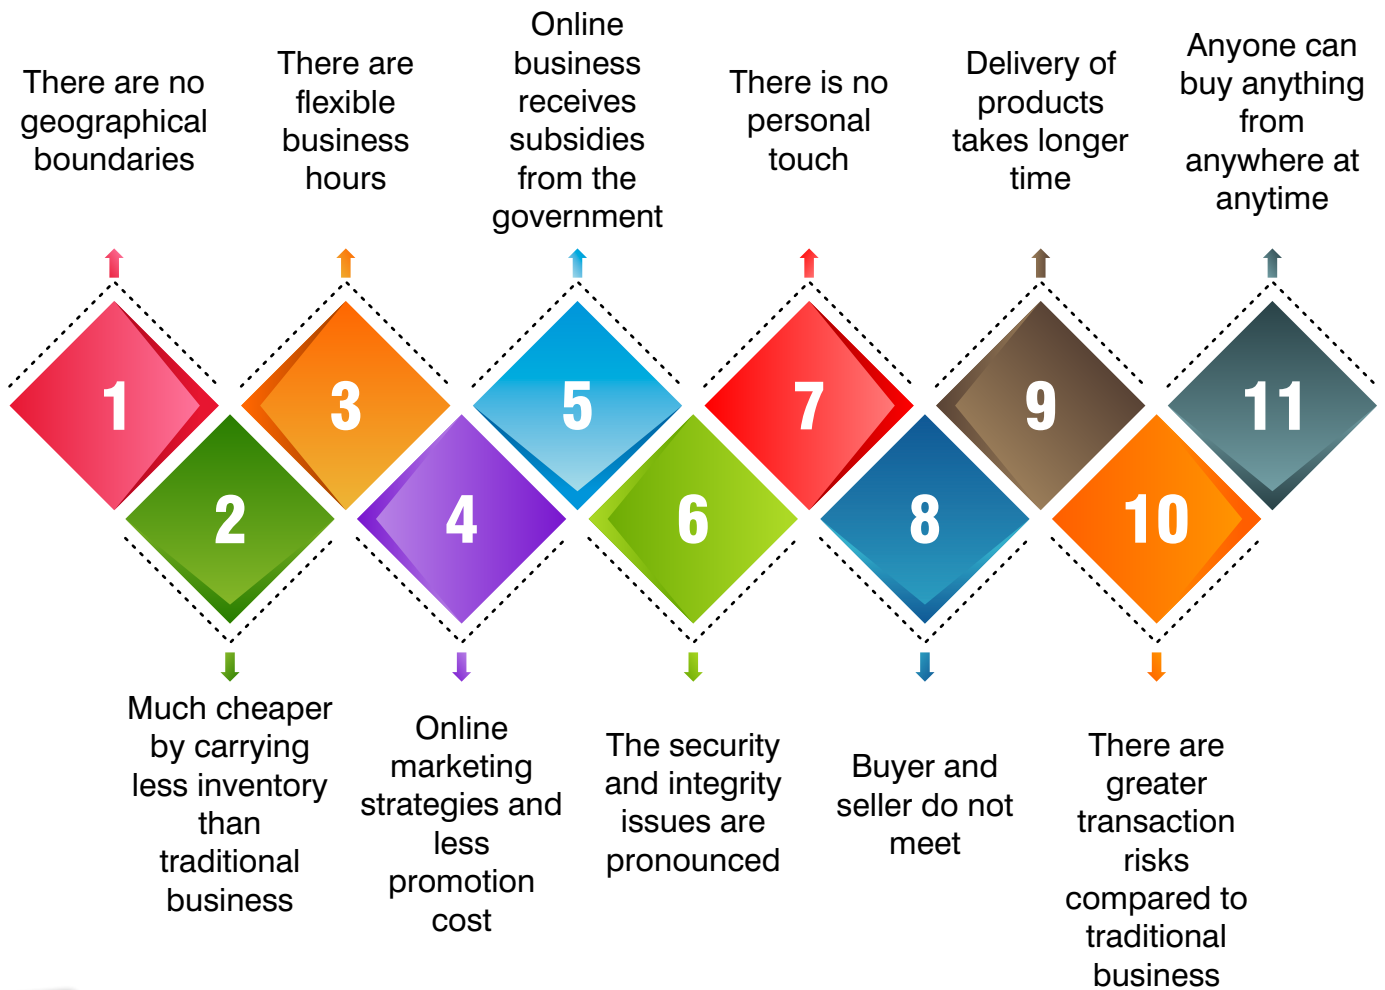 There are no
geographical
boundaries
1
Much cheaper
by carrying
less inventory
than
traditional
business
2
There are
flexible
business
hours
3
Online
marketing
strategies and
less
promotion
cost
4
Online
business
receives
subsidies
from the
government
5
The security
and integrity
issues are
pronounced
6
There is no
personal
touch
7
Buyer and
seller do not
meet
8
Delivery of
products
takes longer
time
9
There are
greater
transaction
risks
compared to
traditional
business
10
Anyone can
buy anything
from
anywhere at
anytime
11